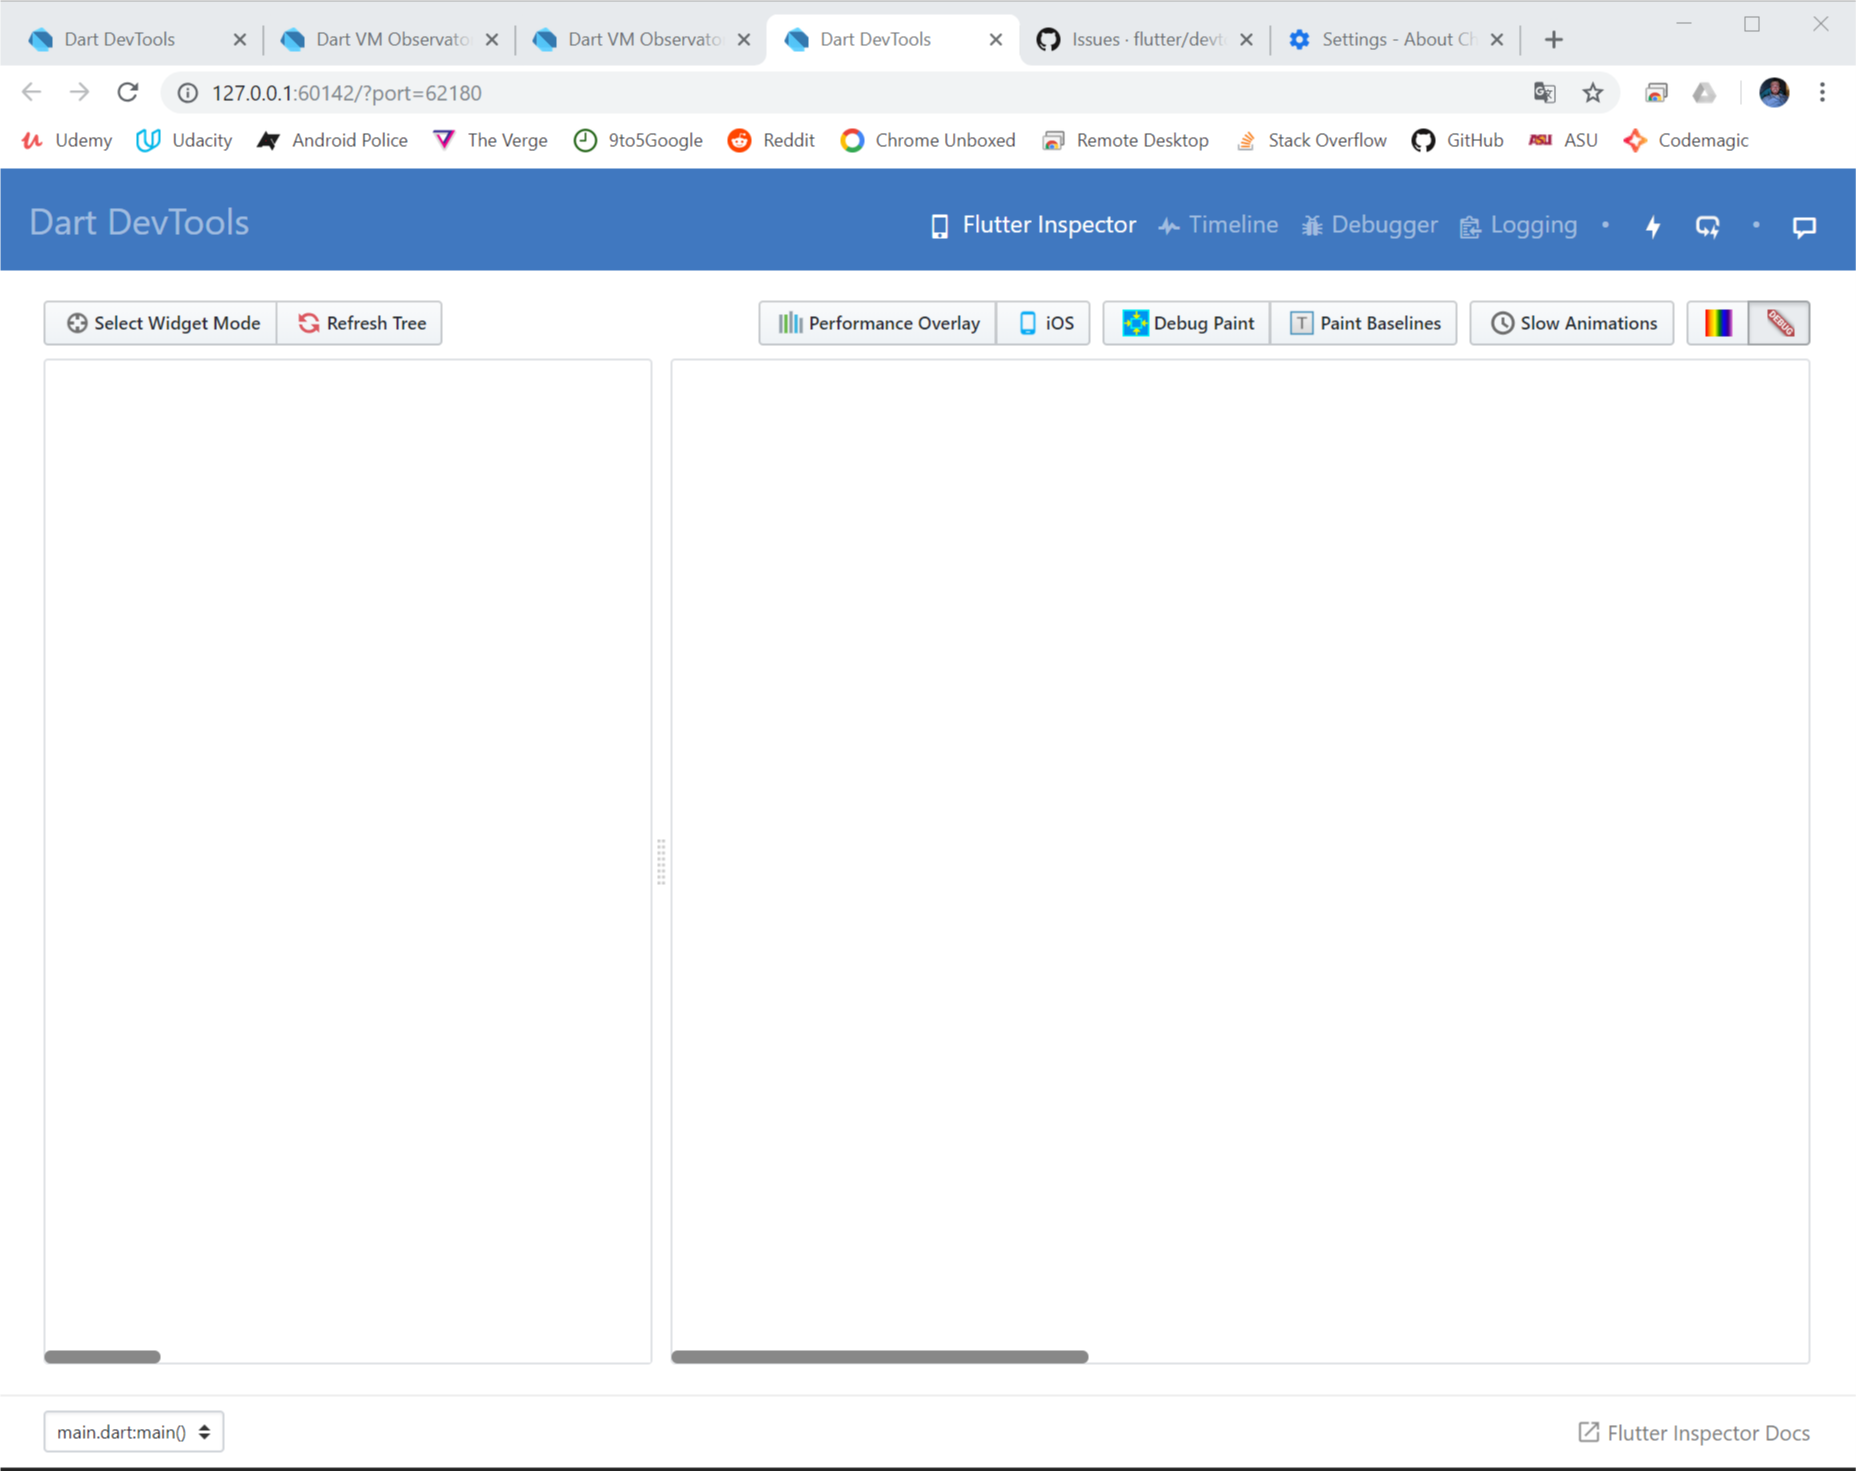 Dart DevTools
Dart VM Observato
Dart VM Observato
Dart DevTools
Issues · flutter/devt
Settings - About Ch
127.0.0.1:60142/?port=62180
Udemy
Udacity
Android Police
The Verge
9to5Google
Reddit
Chrome Unboxed
Remote Desktop
Stack Overflow
GitHub
ASU
ASU
Codemagic
Dart DevTools
Flutter Inspector
Timeline
Debugger
Logging
Select Widget Mode
Refresh Tree
Performance Overlay
iOS
Debug Paint
T
Paint Baselines
Slow Animations
DEBUG
main.dart:main()
Flutter Inspector Docs